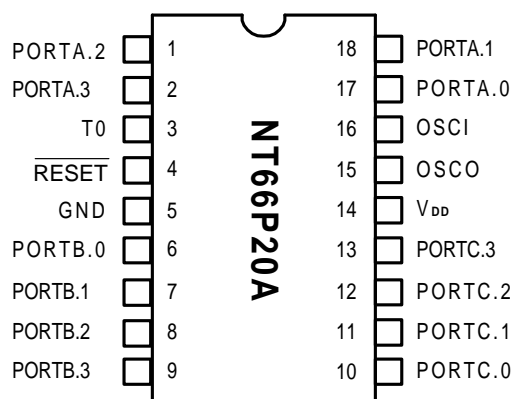 PORTA.2 1 18 PORTA.1
PORTA.3 2 17 PORTA.0
T0 3 16 OSCI
RESET 4 15 OSCO
GND 5 14 VDD
PORTB.0 6 13 PORTC.3
PORTB.1 7 12 PORTC.2
PORTB.2 8 11 PORTC.1
PORTB.3 9 10 PORTC.0
NT66P20A